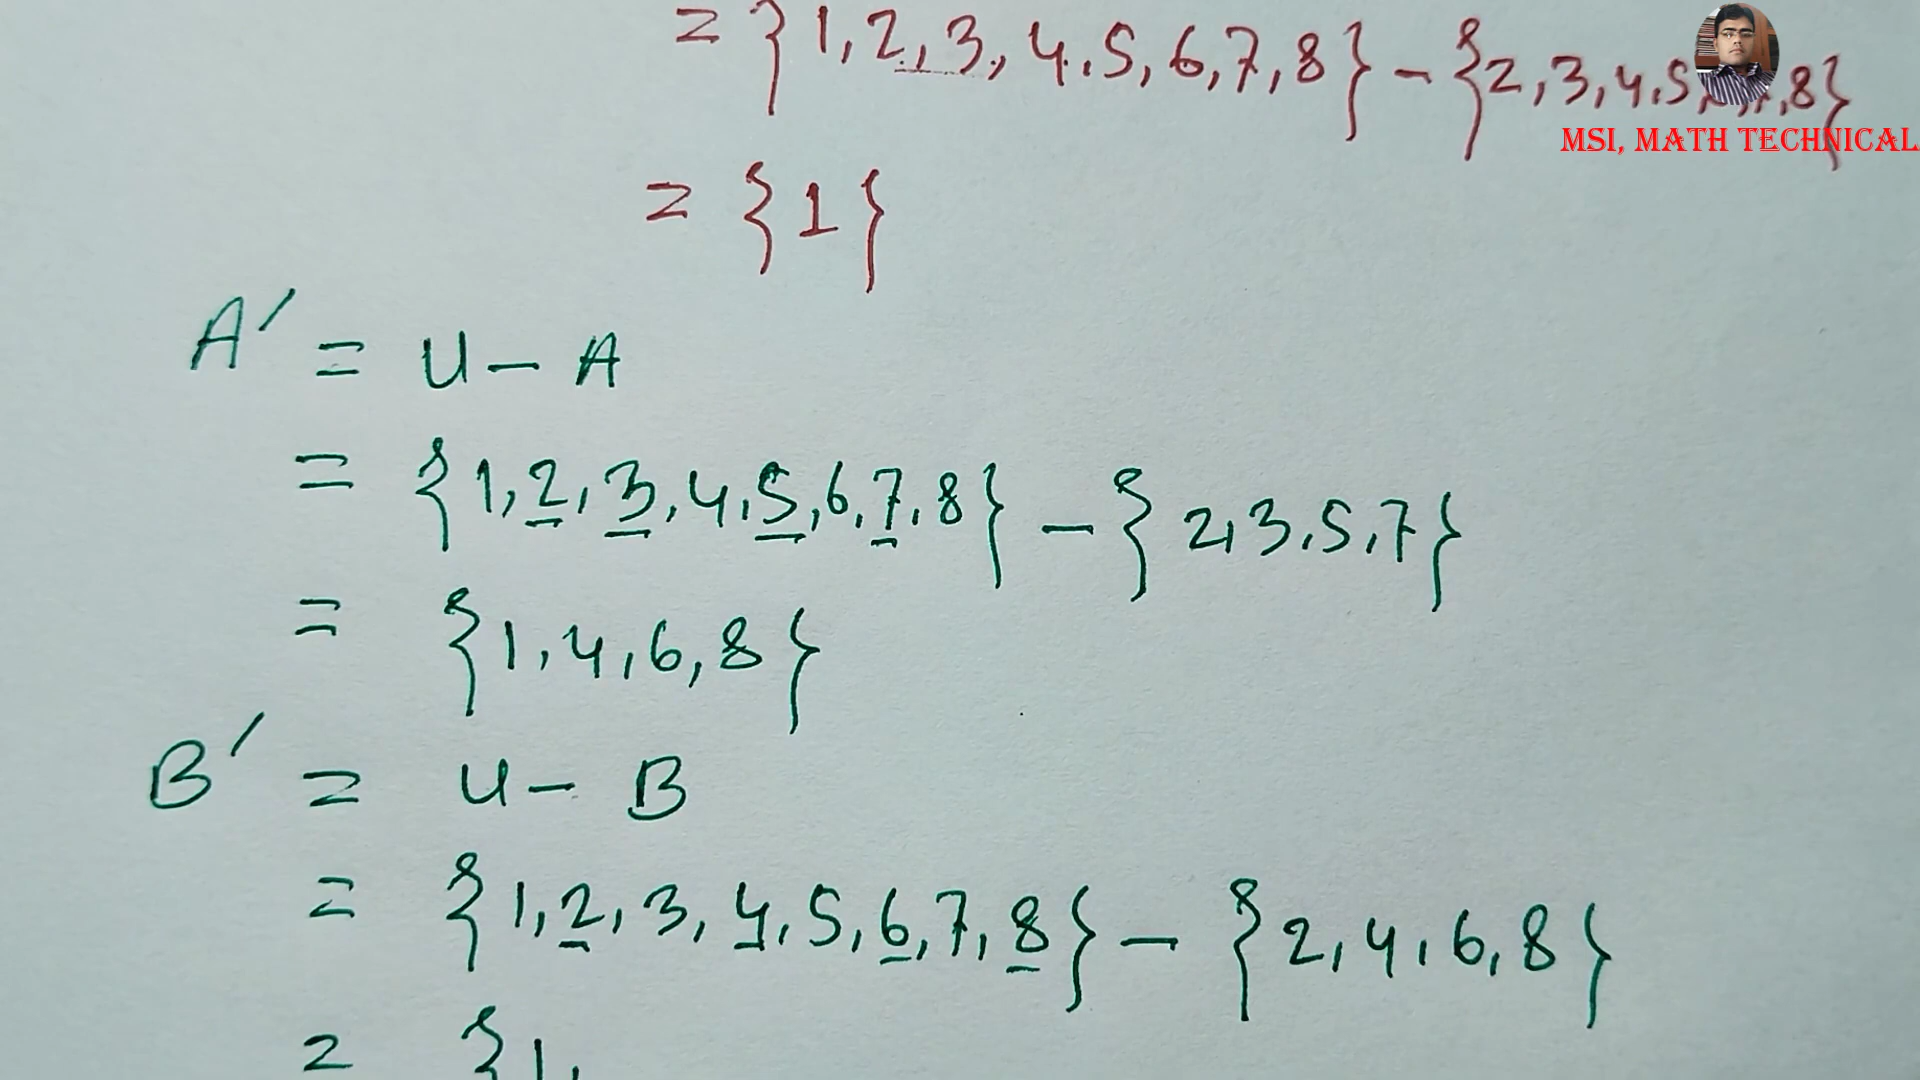 = {1, 2, 3, 4, 5, 6, 7, 8} - {2, 3, 4, 5, 8}
MSI, MATH TECHNICAL
= {1}
A' = U - A
= {1, 2, 3, 4, 5, 6, 7, 8} - {2, 3, 5, 7}
= {1, 4, 6, 8}
B' = U - B
= {1, 2, 3, 4, 5, 6, 7, 8} - {2, 4, 6, 8}
= {1,